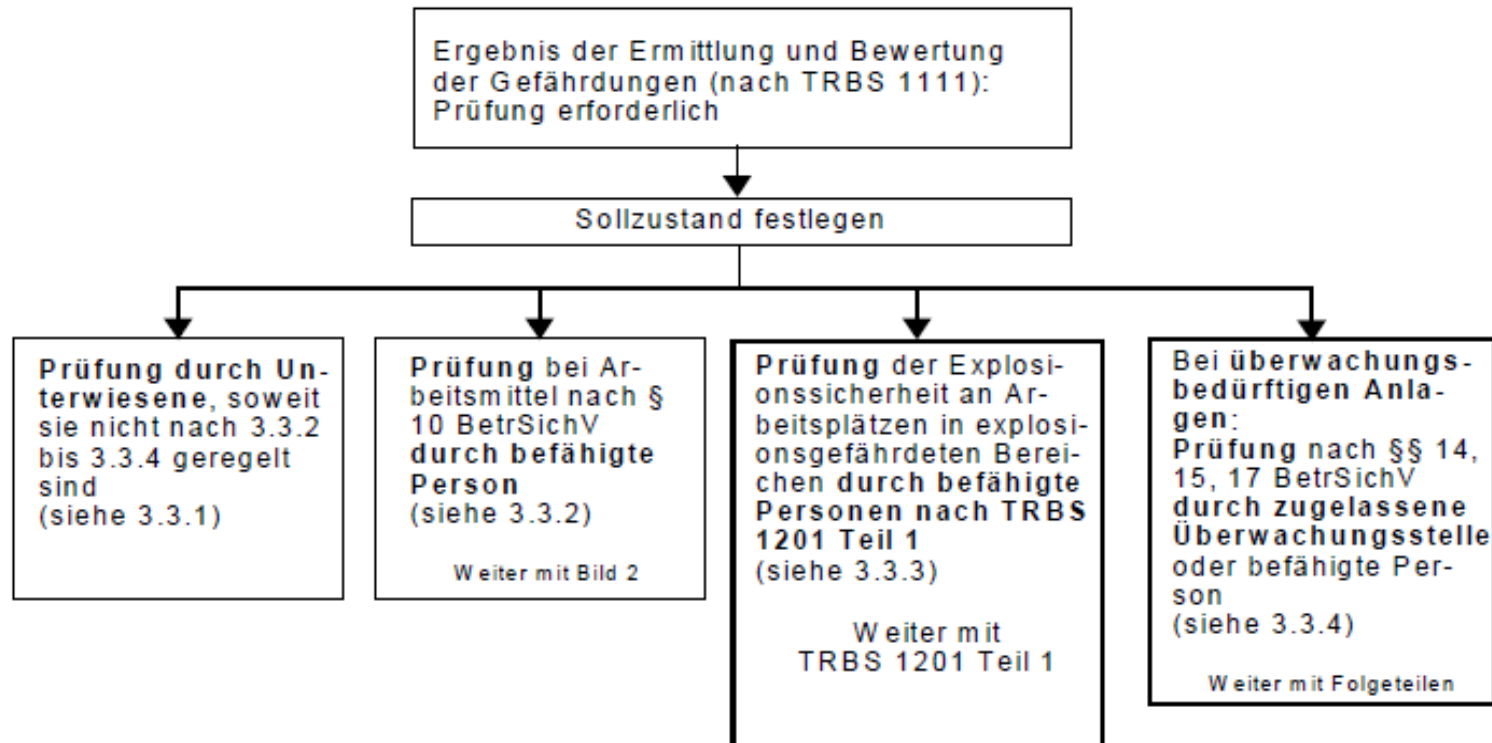 Ergebnis der Ermittlung und Bewertung
der Gefährdungen (nach TRBS 1111):
Prüfung erforderlich
Sollzustand festlegen
Prüfung durch Un-
terwiesene, soweit
sie nicht nach 3.3.2
bis 3.3.4 geregelt
sind
(siehe 3.3.1)
Prüfung bei Ar-
beitsmittel nach §
10 BetrSichV
durch befähigte
Person
(siehe 3.3.2)
Weiter mit Bild 2
Prüfung der Explosi-
onssicherheit an Ar-
beitsplätzen in explosi-
onsgefährdeten Berei-
chen durch befähigte
Personen nach TRBS
1201 Teil 1
(siehe 3.3.3)
Weiter mit
TRBS 1201 Teil 1
Bei überwachungs-
bedürftigen Anla-
gen:
Prüfung nach §§ 14,
15, 17 BetrSichV
durch zugelassene
Überwachungsstelle
oder befähigte Per-
son
(siehe 3.3.4)
Weiter mit Folgeteilen